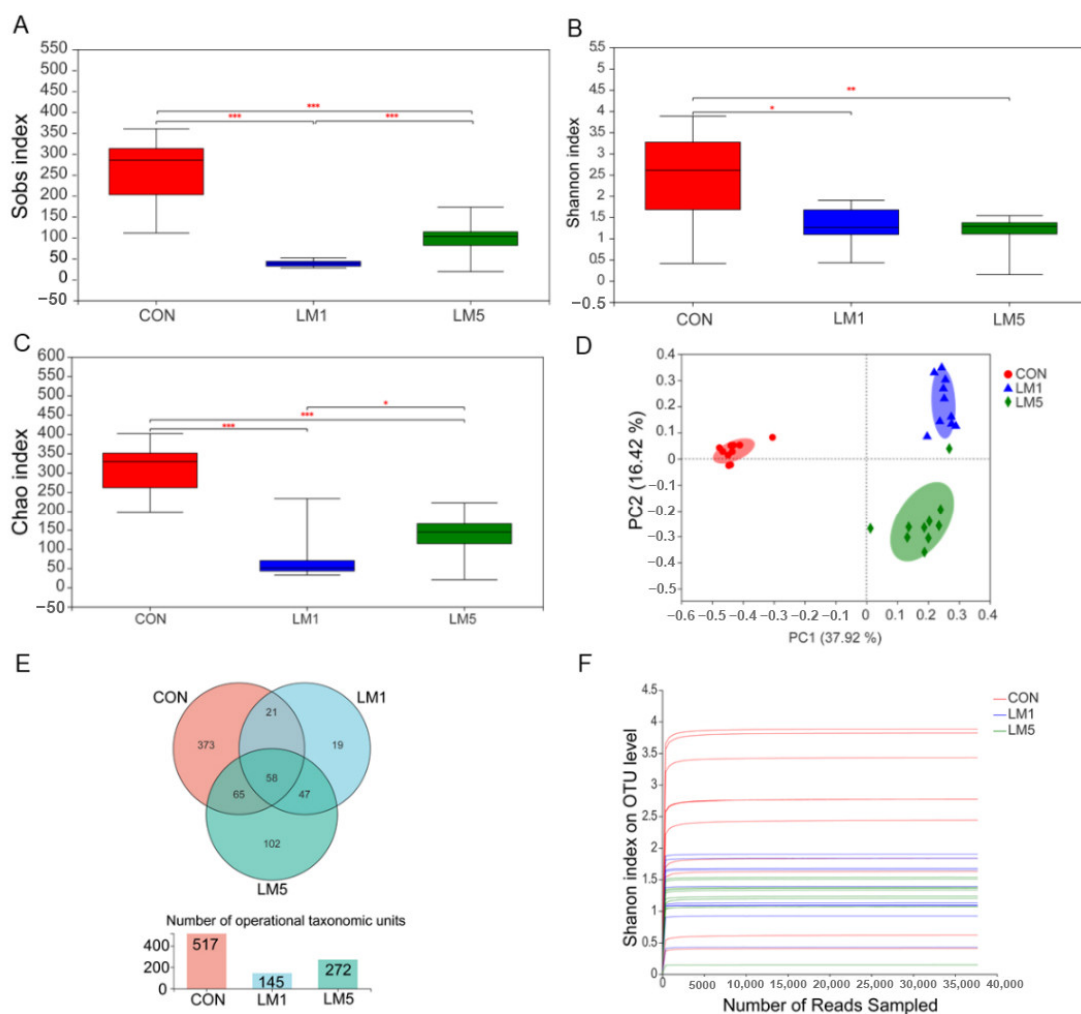 A
Sobs index
550
500
450
400
350
300
250
200
150
100
50
0
−50
***
***
***
CON
LM1
LM5
B
Shannon index
5.5
5
4.5
4
3.5
3
2.5
2
1.5
1
0.5
0
−0.5
**
*
CON
LM1
LM5
C
Chao index
600
550
500
450
400
350
300
250
200
150
100
50
0
−50
*
***
***
CON
LM1
LM5
D
PC2 (16.42 %)
0.4
0.3
0.2
0.1
0
−0.1
−0.2
−0.3
−0.4
−0.5
−0.6 −0.5 −0.4 −0.3 −0.2 −0.1 0 0.1 0.2 0.3 0.4
PC1 (37.92 %)
CON
LM1
LM5
E
CON
LM1
21
373
19
58
65
47
102
LM5
Number of operational taxonomic units
400
200
0
517
145
272
CON
LM1
LM5
F
Shanon index on OTU level
4.5
4
3.5
3
2.5
2
1.5
1
0.5
0
0 5000 10,000 15,000 20,000 25,000 30,000 35,000 40,000
Number of Reads Sampled
CON
LM1
LM5